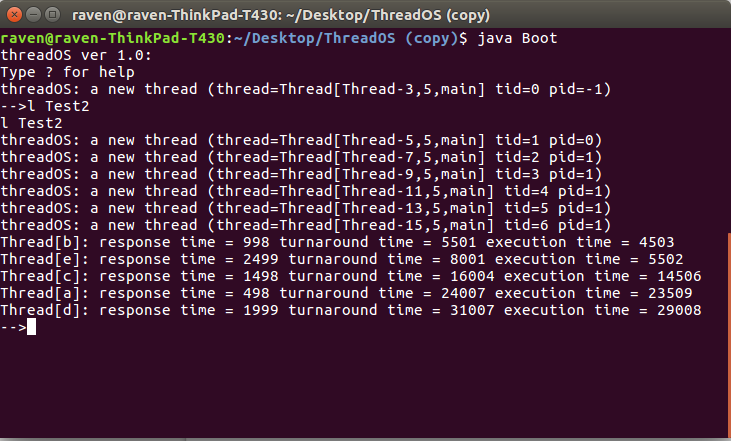 raven@raven-ThinkPad-T430: ~/Desktop/ThreadOS (copy)
raven@raven-ThinkPad-T430:~/Desktop/ThreadOS (copy)$ java Boot
threadOS ver 1.0:
Type ? for help
threadOS: a new thread (thread=Thread[Thread-3,5,main] tid=0 pid=-1)
-->l Test2
l Test2
threadOS: a new thread (thread=Thread[Thread-5,5,main] tid=1 pid=0)
threadOS: a new thread (thread=Thread[Thread-7,5,main] tid=2 pid=1)
threadOS: a new thread (thread=Thread[Thread-9,5,main] tid=3 pid=1)
threadOS: a new thread (thread=Thread[Thread-11,5,main] tid=4 pid=1)
threadOS: a new thread (thread=Thread[Thread-13,5,main] tid=5 pid=1)
threadOS: a new thread (thread=Thread[Thread-15,5,main] tid=6 pid=1)
Thread[b]: response time = 998 turnaround time = 5501 execution time = 4503
Thread[e]: response time = 2499 turnaround time = 8001 execution time = 5502
Thread[c]: response time = 1498 turnaround time = 16004 execution time = 14506
Thread[a]: response time = 498 turnaround time = 24007 execution time = 23509
Thread[d]: response time = 1999 turnaround time = 31007 execution time = 29008
-->